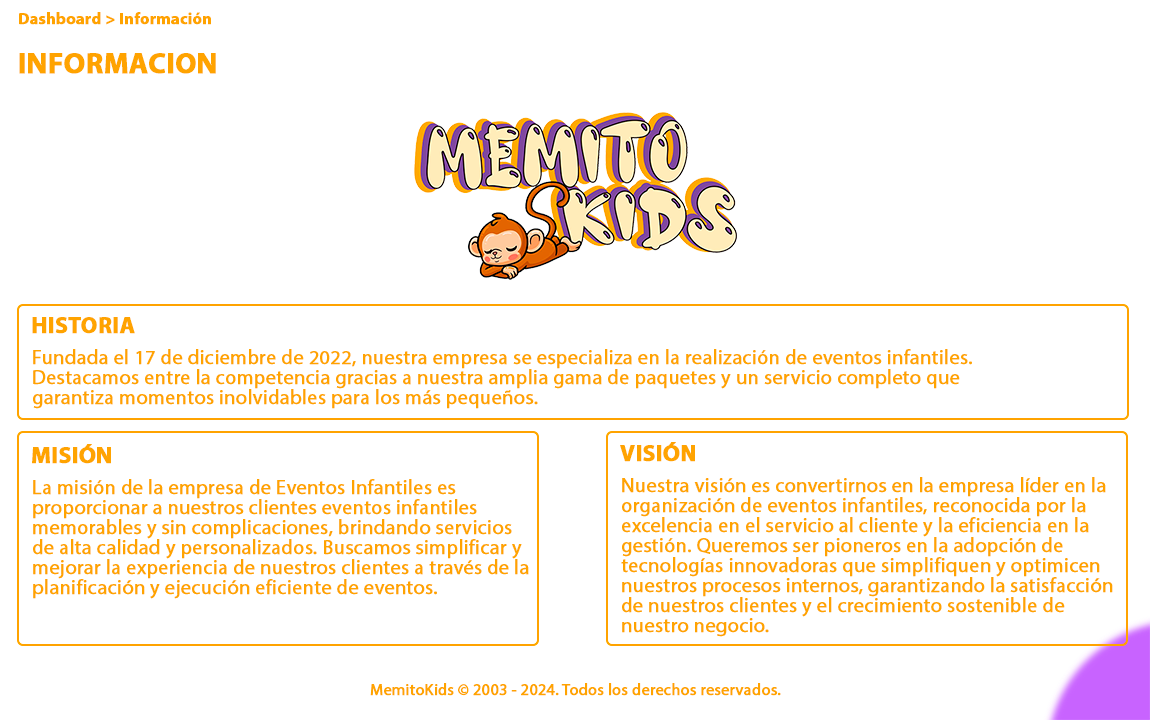 Dashboard > Información
INFORMACION
MEMITO
KIDS
HISTORIA
Fundada el 17 de diciembre de 2022, nuestra empresa se especializa en la realización de eventos infantiles.
Destacamos entre la competencia gracias a nuestra amplia gama de paquetes y un servicio completo que
garantiza momentos inolvidables para los más pequeños.
MISIÓN
La misión de la empresa de Eventos Infantiles es
proporcionar a nuestros clientes eventos infantiles
memorables y sin complicaciones, brindando servicios
de alta calidad y personalizados. Buscamos simplificar y
mejorar la experiencia de nuestros clientes a través de la
planificación y ejecución eficiente de eventos.
VISIÓN
Nuestra visión es convertirnos en la empresa líder en la
organización de eventos infantiles, reconocida por la
excelencia en el servicio al cliente y la eficiencia en la
gestión. Queremos ser pioneros en la adopción de
tecnologías innovadoras que simplifiquen y optimicen
nuestros procesos internos, garantizando la satisfacción
de nuestros clientes y el crecimiento sostenible de
nuestro negocio.
MemitoKids © 2003 - 2024. Todos los derechos reservados.